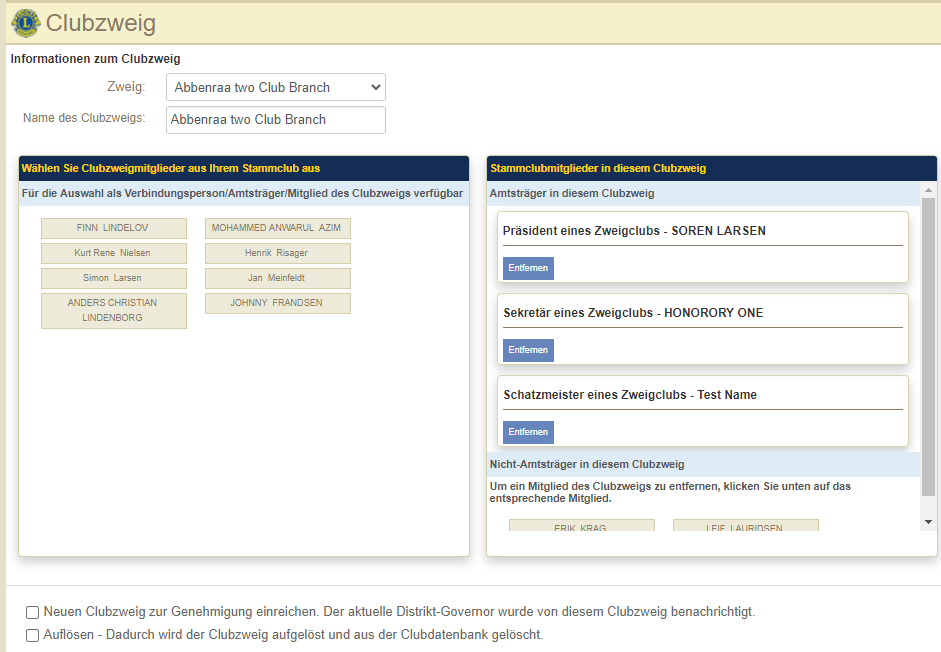 Clubzweig
Informationen zum Clubzweig
Zweig:
Abbenraa two Club Branch
Name des Clubzweigs:
Abbenraa two Club Branch
Wählen Sie Clubzweigmitglieder aus Ihrem Stammclub aus
Für die Auswahl als Verbindungsperson/Amtsträger/Mitglied des Clubzweigs verfügbar
FINN LINDELOV
MOHAMMED ANWARUL AZIM
Kurt Rene Nielsen
Henrik Risager
Simon Larsen
Jan Meinfeldt
ANDERS CHRISTIAN
LINDENBORG
JOHNNY FRANDSEN
Stammclubmitglieder in diesem Clubzweig
Amtsträger in diesem Clubzweig
Präsident eines Zweigclubs - SOREN LARSEN
Entfernen
Sekretär eines Zweigclubs - HONORORY ONE
Entfernen
Schatzmeister eines Zweigclubs - Test Name
Entfernen
Nicht-Amtsträger in diesem Clubzweig
Um ein Mitglied des Clubzweigs zu entfernen, klicken Sie unten auf das
entsprechende Mitglied.
ERIK KRAG
LEIF LAURIDSEN
Neuen Clubzweig zur Genehmigung einreichen. Der aktuelle Distrikt-Governor wurde von diesem Clubzweig benachrichtigt.
Auflösen - Dadurch wird der Clubzweig aufgelöst und aus der Clubdatenbank gelöscht.